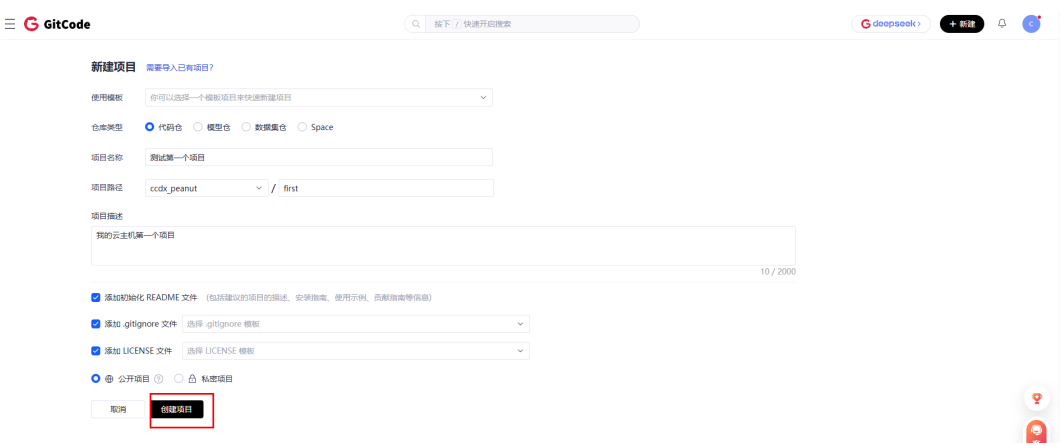 GitCode
按下 / 快速开启搜索
G deepseek >
+ 新建
C
新建项目 需要导入已有项目?
使用模板 你可以选择一个模板项目来快速新建项目
仓库类型 代码仓 模型仓 数据集仓 Space
项目名称 测试第一个项目
项目路径 ccdx_peanut / first
项目描述
我的云主机第一个项目
10 / 2000
添加初始化 README 文件 (包括建议的项目的描述、安装指南、使用示例、贡献指南等信息)
添加 .gitignore 文件 选择 .gitignore 模板
添加 LICENSE 文件 选择 LICENSE 模板
公开项目 ? 私密项目
取消 创建项目